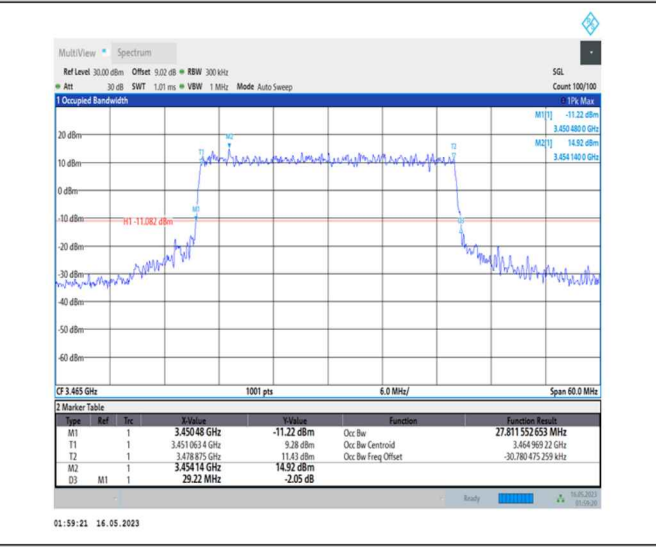 MultiView Spectrum
Ref Level 30.00 dBm Offset 9.02 dB RBW 300 kHz SGL
Att 30 dB SWT 1.01 ms VBW 1 MHz Mode Auto Sweep Count 100/100
1 Occupied Bandwidth 1Pk Max
M1[1] -11.22 dBm
3.450 480 0 GHz
M2[1] 14.92 dBm
3.454 140 0 GHz
20 dBm
M2
T1
T2
10 dBm
0 dBm
M1
-10 dBm
H1 -11.082 dBm
D3
-20 dBm
-30 dBm
-40 dBm
-50 dBm
-60 dBm
CF 3.465 GHz 1001 pts 6.0 MHz/ Span 60.0 MHz
2 Marker Table
Type Ref Trc X-Value Y-Value Function Function Result
M1 1 3.45048 GHz -11.22 dBm Occ Bw 27.811 552 653 MHz
T1 1 3.451 063 4 GHz 9.28 dBm Occ Bw Centroid 3.464 969 22 GHz
T2 1 3.478 875 GHz 11.43 dBm Occ Bw Freq Offset -30.780 475 259 kHz
M2 1 3.454 14 GHz 14.92 dBm
D3 M1 1 29.22 MHz -2.05 dB
Ready 16.05.2023
01:59:20
01:59:21 16.05.2023